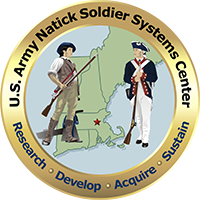 U.S. Army Natick Soldier Systems Center
Research · Develop · Acquire · Sustain